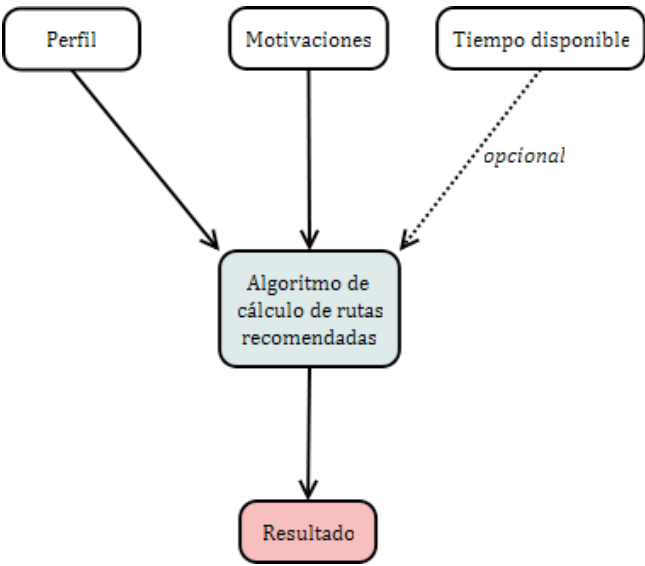 Perfil
Motivaciones
Tiempo disponible
opcional
Algoritmo de
cálculo de rutas
recomendadas
Resultado